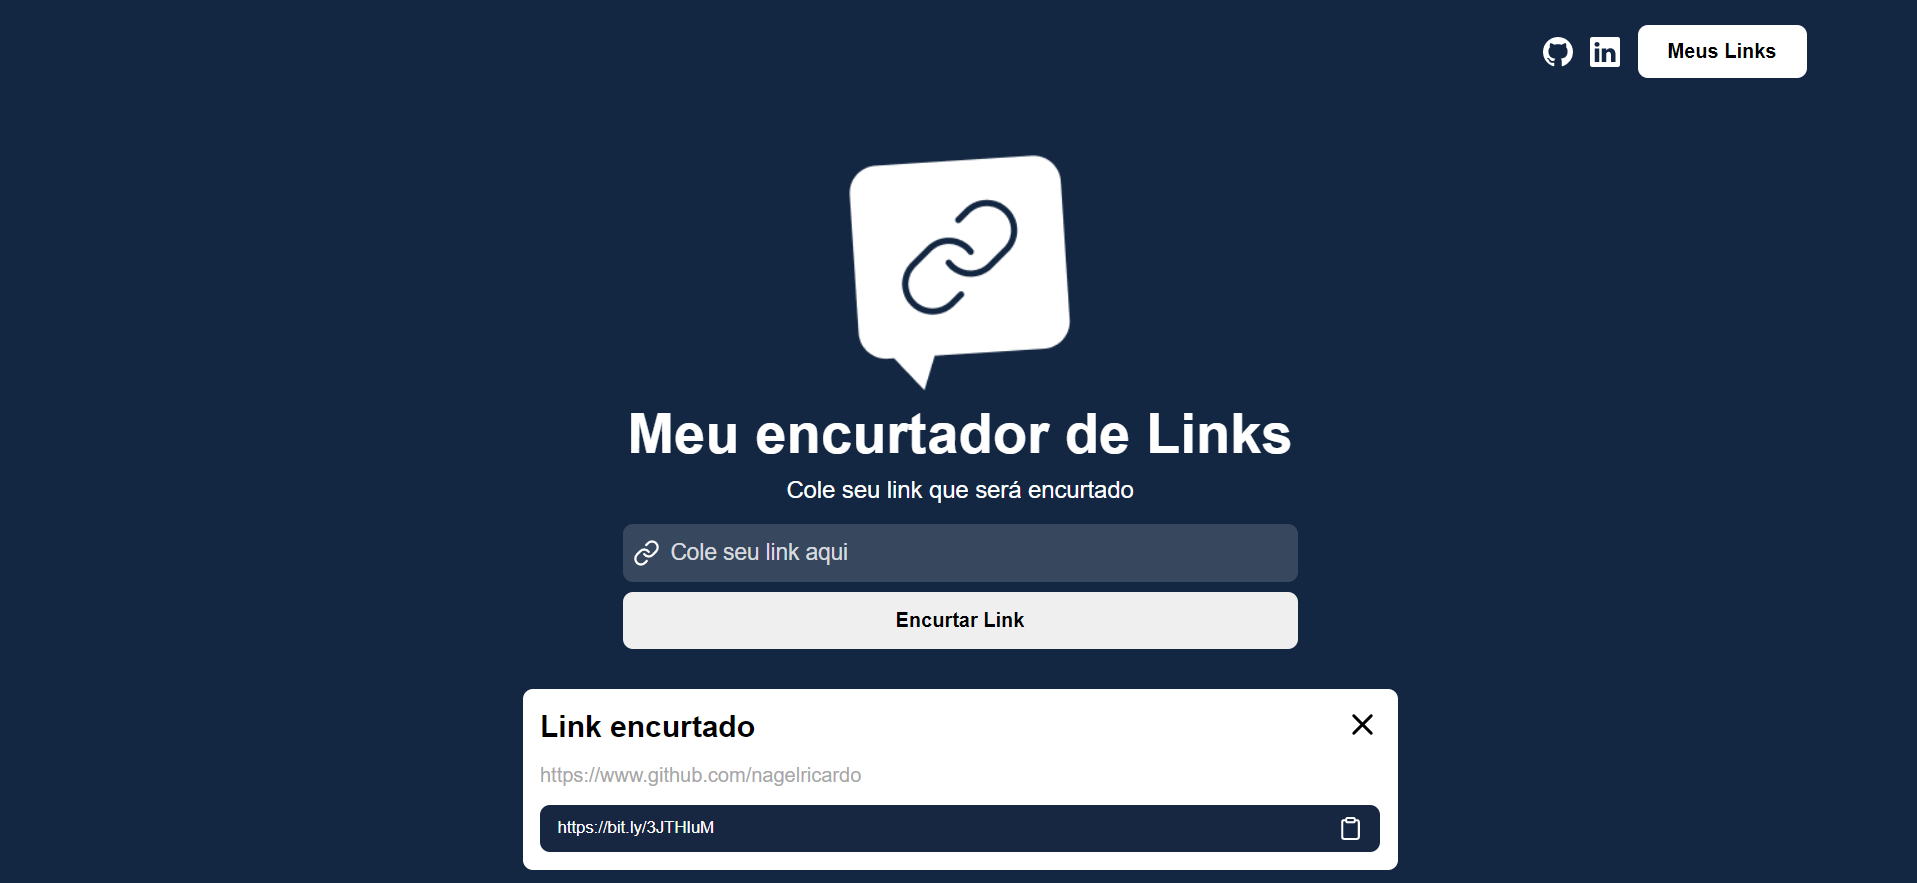 Meus Links
Meu encurtador de Links
Cole seu link que será encurtado
Cole seu link aqui
Encurtar Link
Link encurtado
https://www.github.com/nagelricardo
https://bit.ly/3JTHIuM